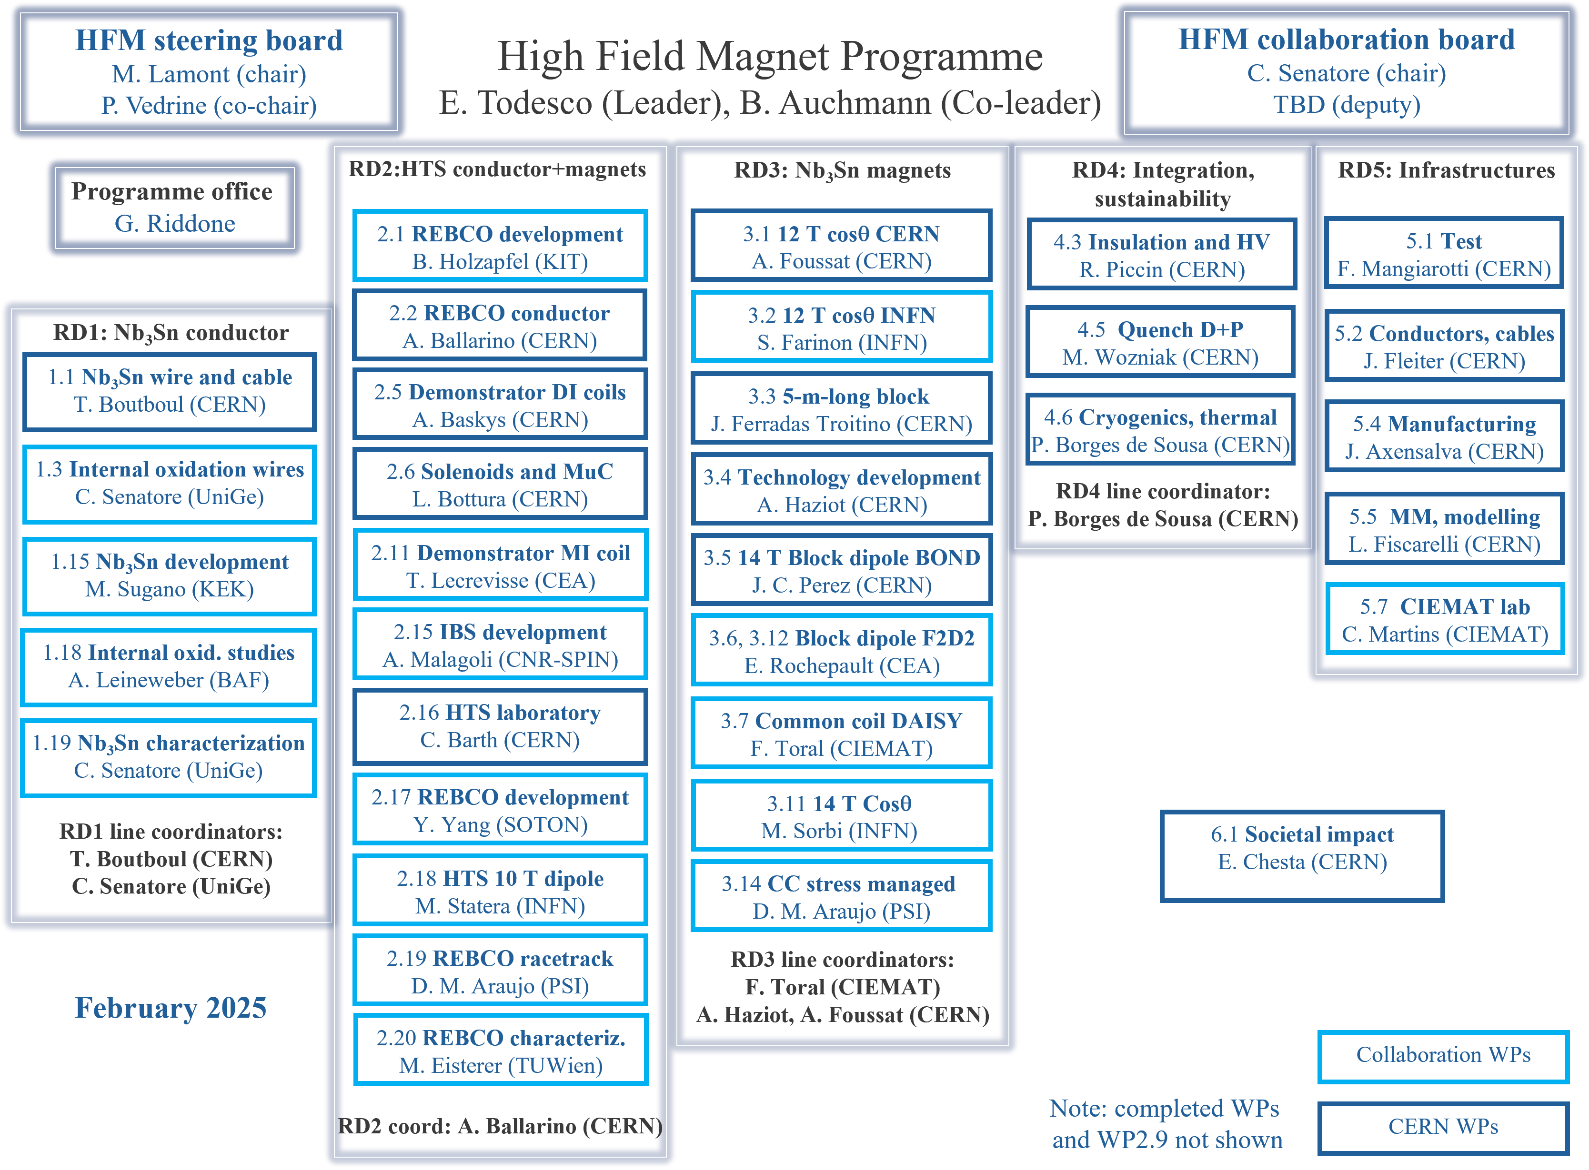 HFM steering board
M. Lamont (chair)
P. Vedrine (co-chair)
High Field Magnet Programme
E. Todesco (Leader), B. Auchmann (Co-leader)
HFM collaboration board
C. Senatore (chair)
TBD (deputy)
Programme office
G. Riddone
RD1: Nb₃Sn conductor
1.1 Nb₃Sn wire and cable
T. Boutboul (CERN)
1.3 Internal oxidation wires
C. Senatore (UniGe)
1.15 Nb₃Sn development
M. Sugano (KEK)
1.18 Internal oxid. studies
A. Leineweber (BAF)
1.19 Nb₃Sn characterization
C. Senatore (UniGe)
RD1 line coordinators:
T. Boutboul (CERN)
C. Senatore (UniGe)
February 2025
RD2:HTS conductor+magnets
2.1 REBCO development
B. Holzapfel (KIT)
2.2 REBCO conductor
A. Ballarino (CERN)
2.5 Demonstrator DI coils
A. Baskys (CERN)
2.6 Solenoids and MuC
L. Bottura (CERN)
2.11 Demonstrator MI coil
T. Lecrevisse (CEA)
2.15 IBS development
A. Malagoli (CNR-SPIN)
2.16 HTS laboratory
C. Barth (CERN)
2.17 REBCO development
Y. Yang (SOTON)
2.18 HTS 10 T dipole
M. Statera (INFN)
2.19 REBCO racetrack
D. M. Araujo (PSI)
2.20 REBCO characteriz.
M. Eisterer (TUWien)
RD2 coord: A. Ballarino (CERN)
RD3: Nb₃Sn magnets
3.1 12 T cosθ CERN
A. Foussat (CERN)
3.2 12 T cosθ INFN
S. Farinon (INFN)
3.3 5-m-long block
J. Ferradas Troitino (CERN)
3.4 Technology development
A. Haziot (CERN)
3.5 14 T Block dipole BOND
J. C. Perez (CERN)
3.6, 3.12 Block dipole F2D2
E. Rochepault (CEA)
3.7 Common coil DAISY
F. Toral (CIEMAT)
3.11 14 T Cosθ
M. Sorbi (INFN)
3.14 CC stress managed
D. M. Araujo (PSI)
RD3 line coordinators:
F. Toral (CIEMAT)
A. Haziot, A. Foussat (CERN)
RD4: Integration,
sustainability
4.3 Insulation and HV
R. Piccin (CERN)
4.5 Quench D+P
M. Wozniak (CERN)
4.6 Cryogenics, thermal
P. Borges de Sousa (CERN)
RD4 line coordinator:
P. Borges de Sousa (CERN)
RD5: Infrastructures
5.1 Test
F. Mangiarotti (CERN)
5.2 Conductors, cables
J. Fleiter (CERN)
5.4 Manufacturing
J. Axensalva (CERN)
5.5 MM, modelling
L. Fiscarelli (CERN)
5.7 CIEMAT lab
C. Martins (CIEMAT)
6.1 Societal impact
E. Chesta (CERN)
Note: completed WPs
and WP2.9 not shown
Collaboration WPs
CERN WPs